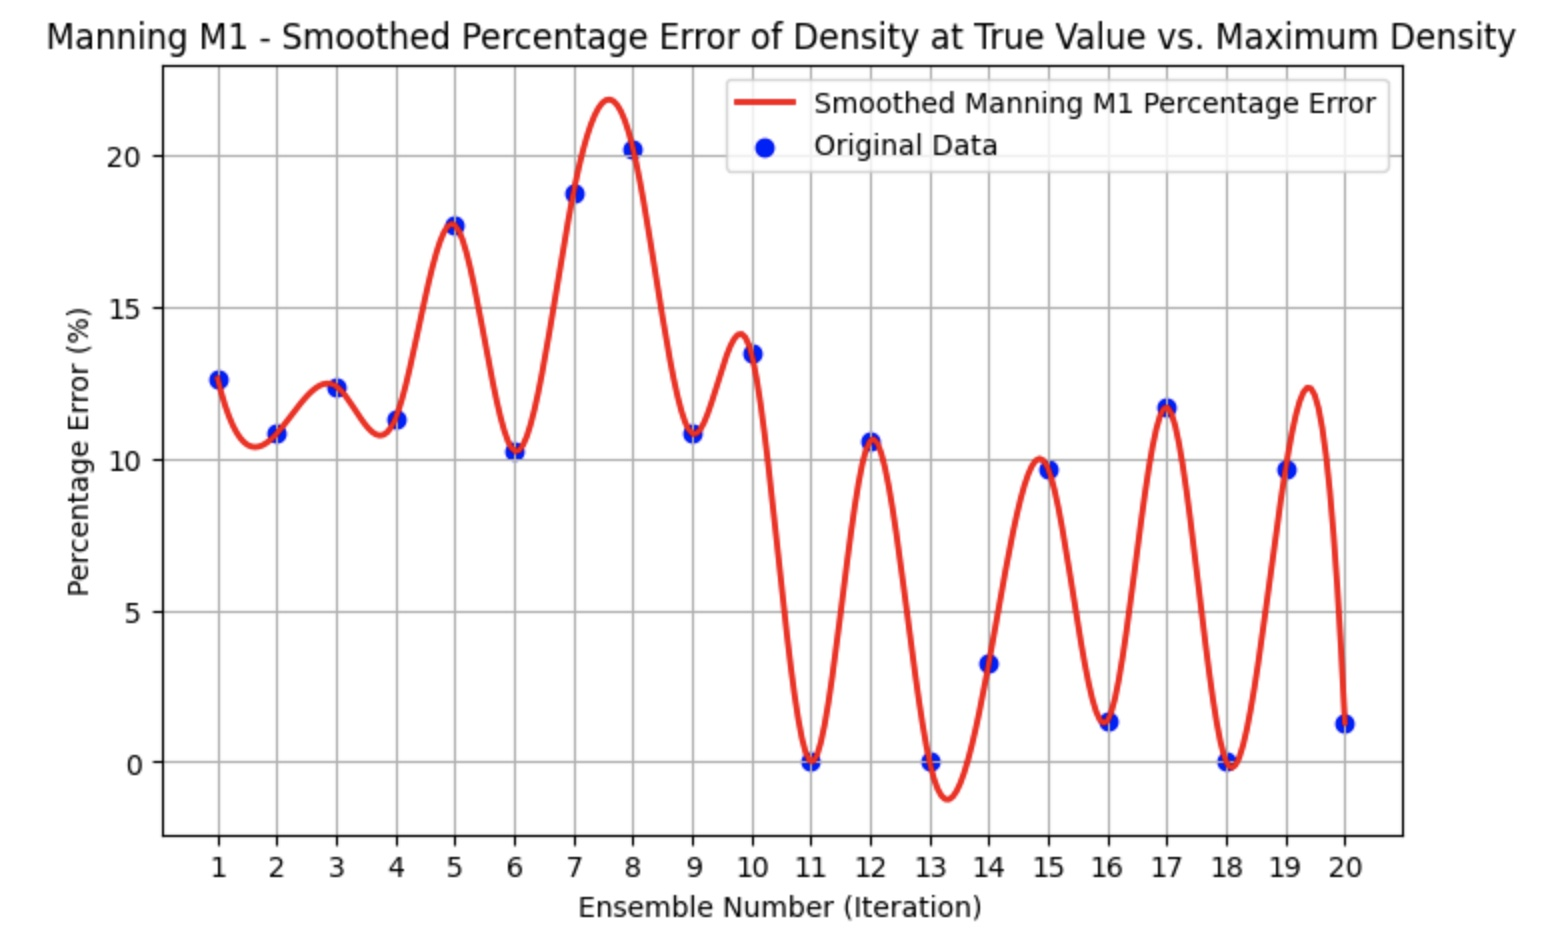 Manning M1 - Smoothed Percentage Error of Density at True Value vs. Maximum Density
Smoothed Manning M1 Percentage Error
Original Data
Percentage Error (%)
20
15
10
5
0
1 2 3 4 5 6 7 8 9 10 11 12 13 14 15 16 17 18 19 20
Ensemble Number (Iteration)